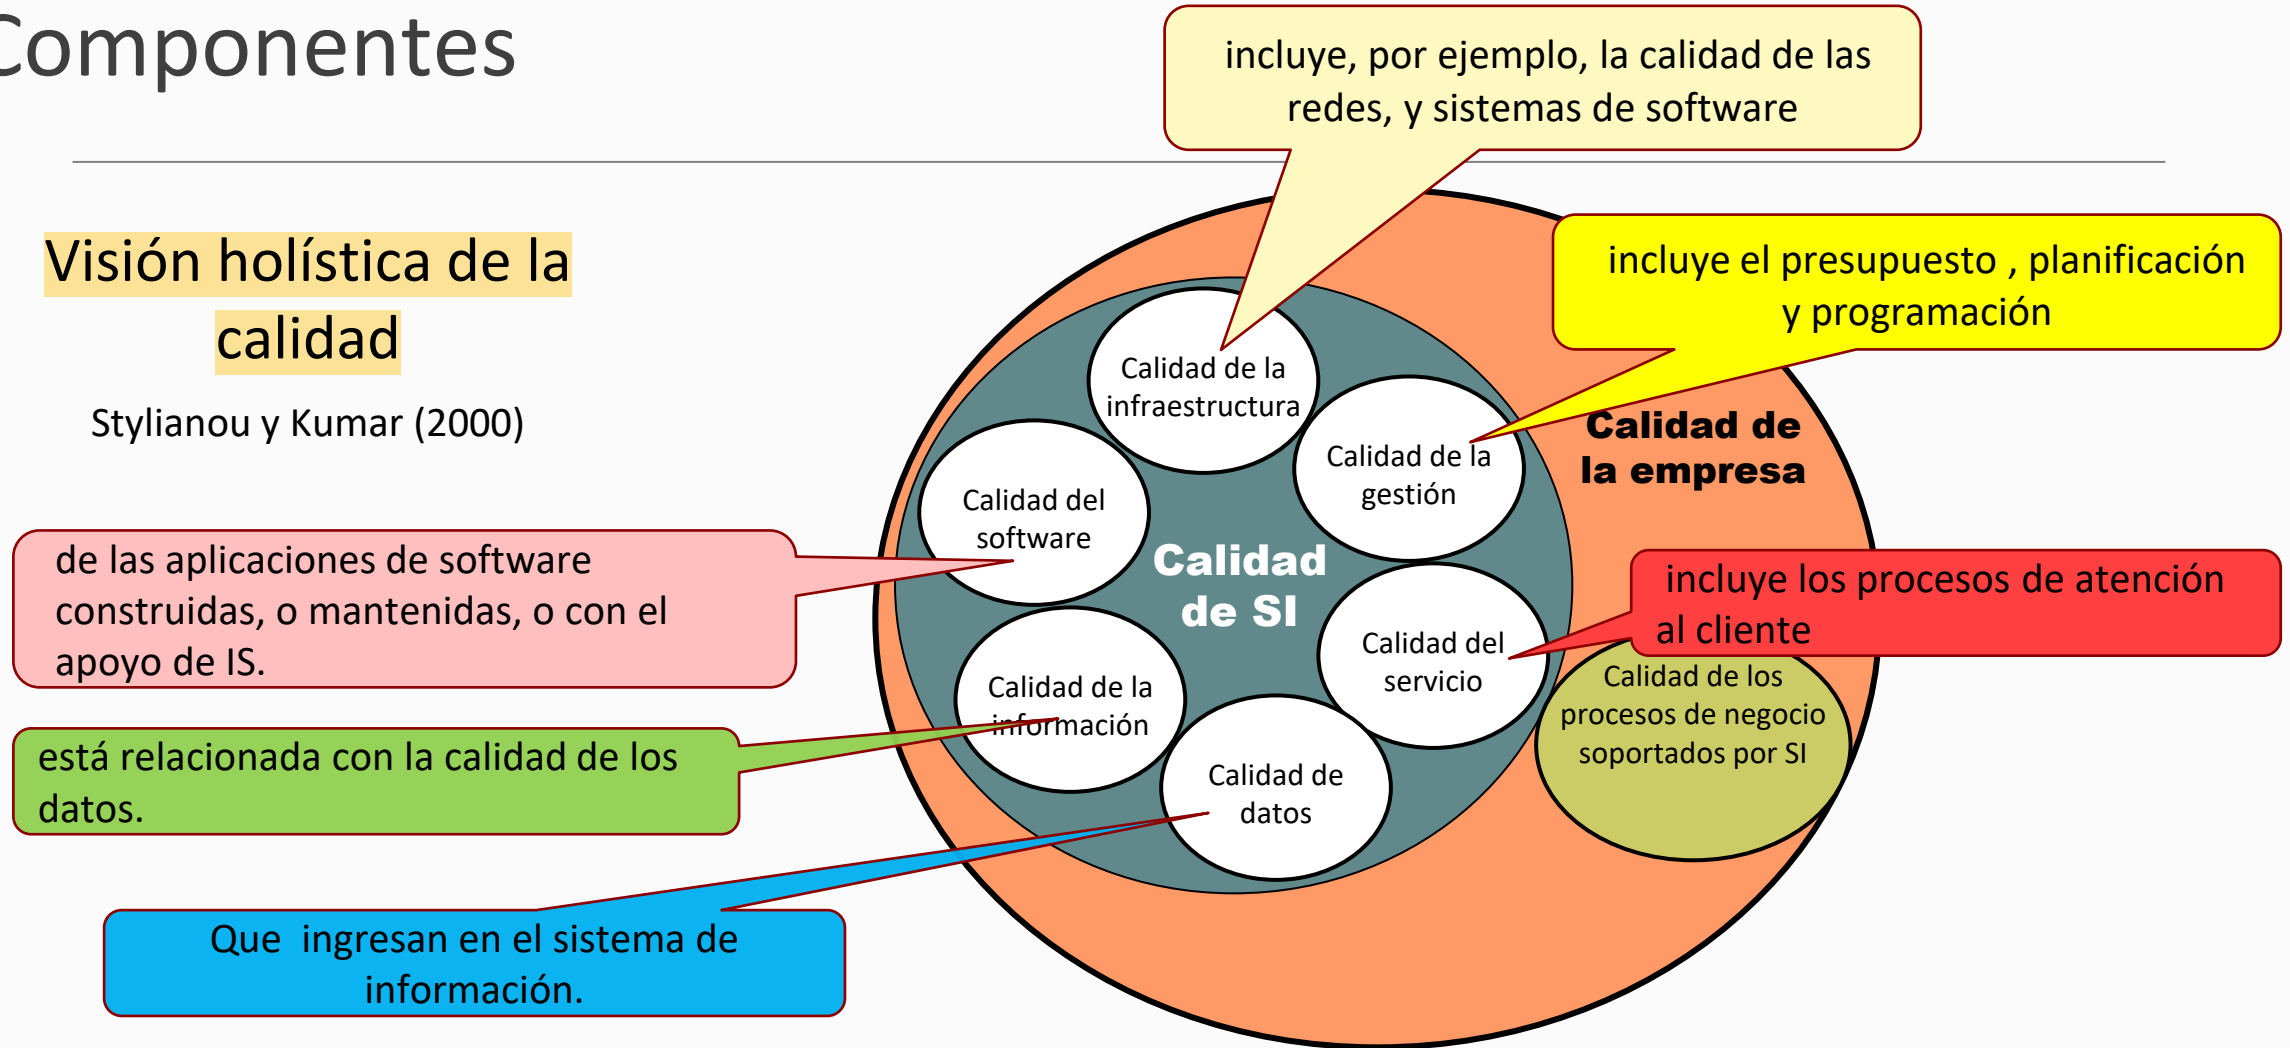 Componentes
incluye, por ejemplo, la calidad de las
redes, y sistemas de software
Visión holística de la
calidad
Stylianou y Kumar (2000)
incluye el presupuesto , planificación
y programación
Calidad de la
infraestructura
Calidad de la
gestión
Calidad de
la empresa
Calidad del
software
Calidad
de SI
de las aplicaciones de software
construidas, o mantenidas, o con el
apoyo de IS.
incluye los procesos de atención
al cliente
Calidad del
servicio
Calidad de los
procesos de negocio
soportados por SI
Calidad de la
información
está relacionada con la calidad de los
datos.
Calidad de
datos
Que ingresan en el sistema de
información.